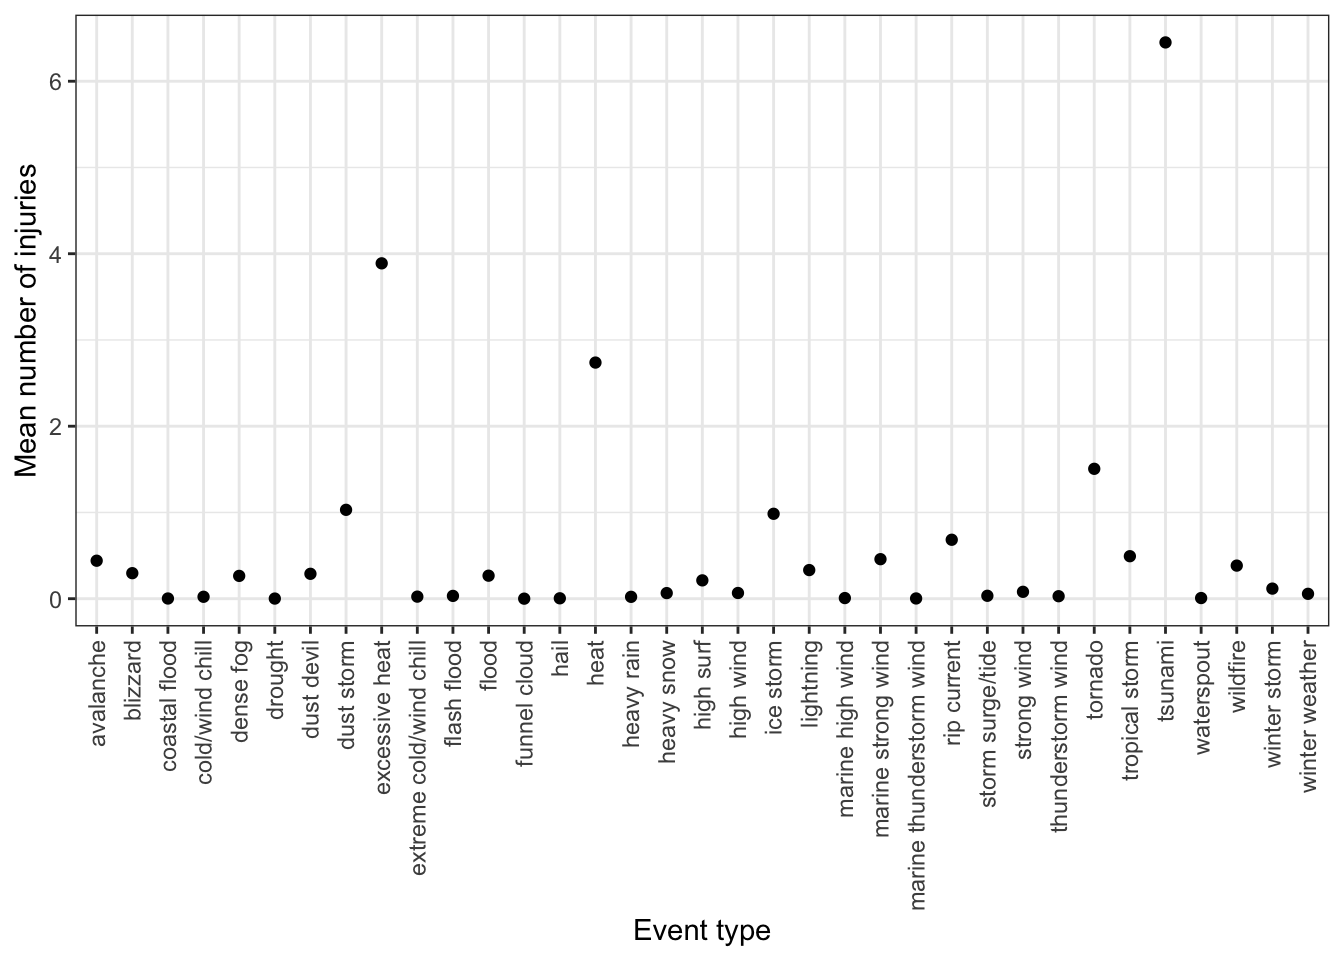 Mean number of injuries
6
4
2
0
avalanche
blizzard
coastal flood
cold/wind chill
dense fog
drought
dust devil
dust storm
excessive heat
extreme cold/wind chill
flash flood
flood
funnel cloud
hail
heat
heavy rain
heavy snow
high surf
high wind
ice storm
lightning
marine high wind
marine strong wind
marine thunderstorm wind
rip current
storm surge/tide
strong wind
thunderstorm wind
tornado
tropical storm
tsunami
waterspout
wildfire
winter storm
winter weather
Event type